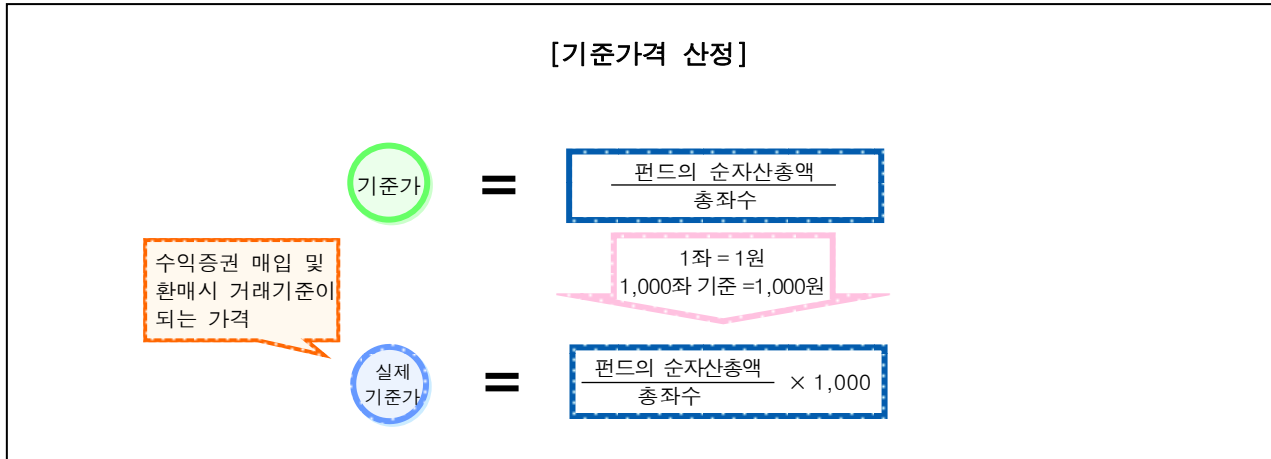 [기준가격 산정]
기준가
=
펀드의 순자산총액
총좌수
1좌 = 1원
1,000좌 기준 =1,000원
수익증권 매입 및
환매시 거래기준이
되는 가격
실제
기준가
=
펀드의 순자산총액
총좌수
× 1,000